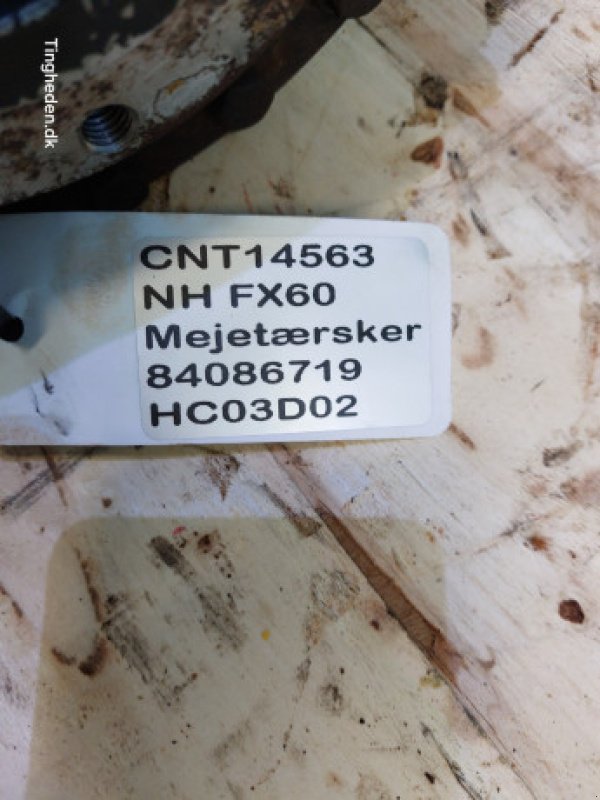 Tingheden.dk
CNT14563
NH FX60
Mejetærsker
84086719
HC03D02